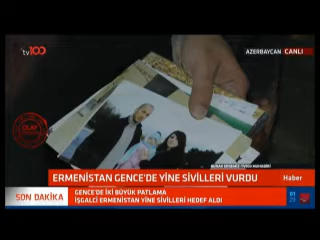 tv100
AZERBAYCAN CANLI
OLAY
ERMENİSTAN GENCE'DE YİNE SİVİLLERİ VURDU
Haber
SON DAKİKA
GENCE'DE İKİ BÜYÜK PATLAMA
İŞGALCİ ERMENİSTAN YİNE SİVİLLERİ HEDEF ALDI